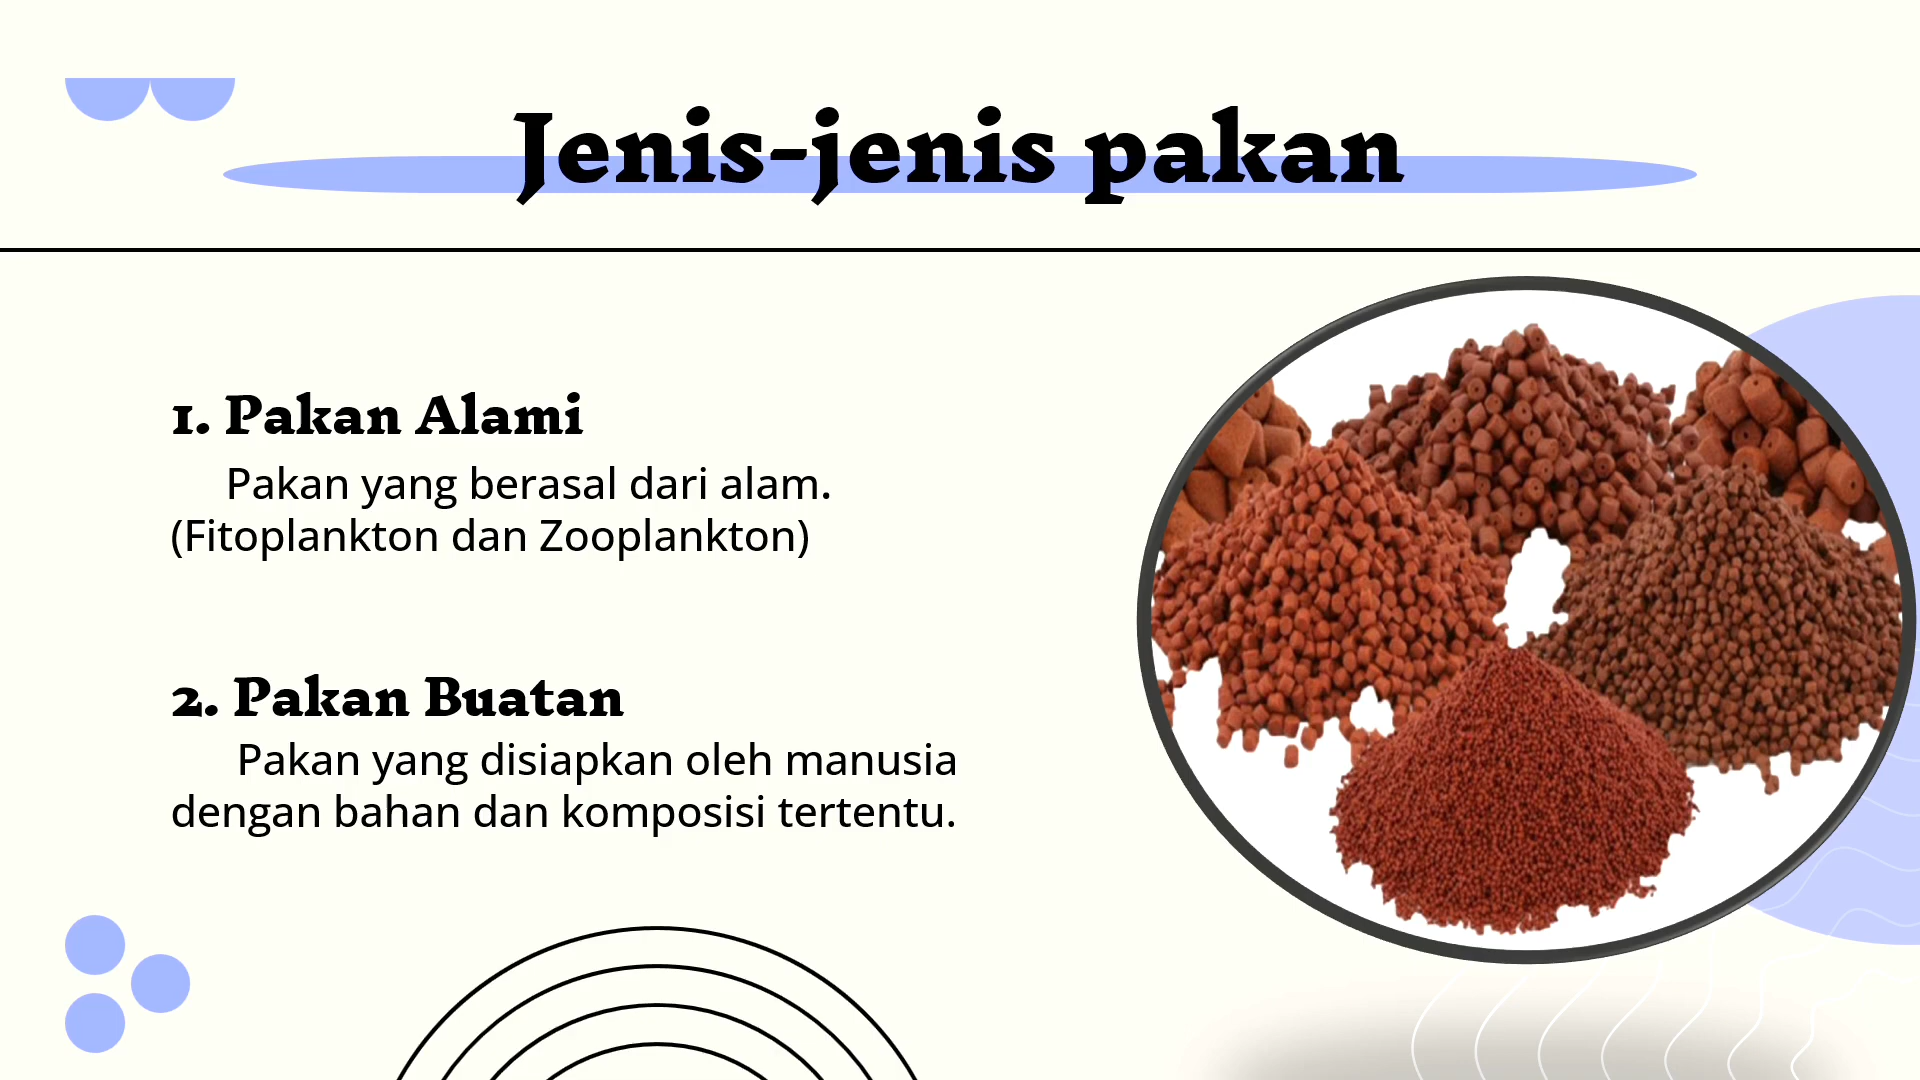 Jenis-jenis pakan
1. Pakan Alami
Pakan yang berasal dari alam.
(Fitoplankton dan Zooplankton)
2. Pakan Buatan
Pakan yang disiapkan oleh manusia
dengan bahan dan komposisi tertentu.